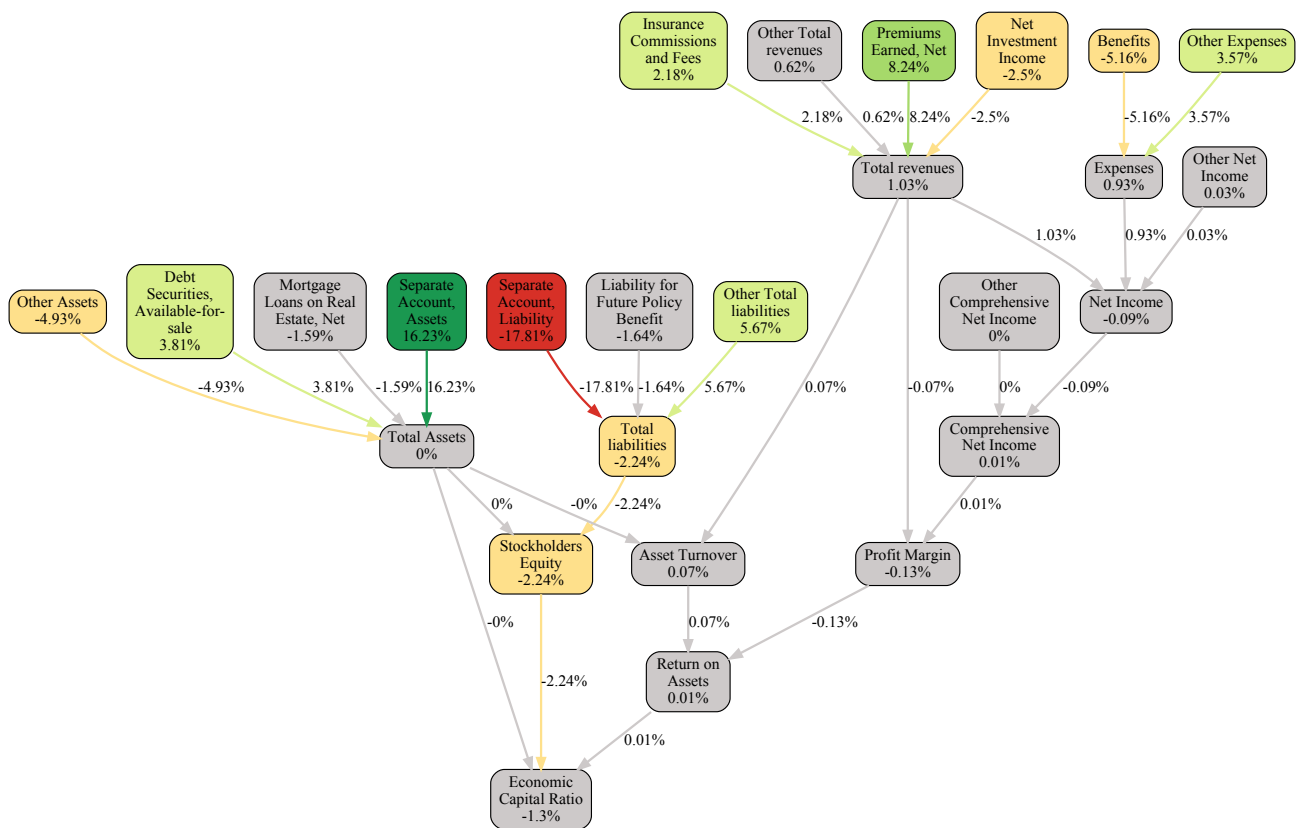 Insurance
Commissions
and Fees
2.18%
Other Total
revenues
0.62%
Premiums
Earned, Net
8.24%
Net
Investment
Income
-2.5%
Benefits
-5.16%
Other Expenses
3.57%
2.18%
0.62%
8.24%
-2.5%
-5.16%
3.57%
Total revenues
1.03%
Expenses
0.93%
Other Net
Income
0.03%
1.03%
0.93%
0.03%
Other Assets
-4.93%
Debt
Securities,
Available-for-
sale
3.81%
Mortgage
Loans on Real
Estate, Net
-1.59%
Separate
Account,
Assets
16.23%
Separate
Account,
Liability
-17.81%
Liability for
Future Policy
Benefit
-1.64%
Other Total
liabilities
5.67%
Other
Comprehensive
Net Income
0%
Net Income
-0.09%
-4.93%
3.81%
-1.59%
16.23%
-17.81%
-1.64%
5.67%
0.07%
-0.07%
0%
-0.09%
Total Assets
0%
Total
liabilities
-2.24%
Comprehensive
Net Income
0.01%
0%
-0%
-2.24%
0.01%
Stockholders
Equity
-2.24%
Asset Turnover
0.07%
Profit Margin
-0.13%
-0%
0.07%
-0.13%
-2.24%
Return on
Assets
0.01%
0.01%
Economic
Capital Ratio
-1.3%